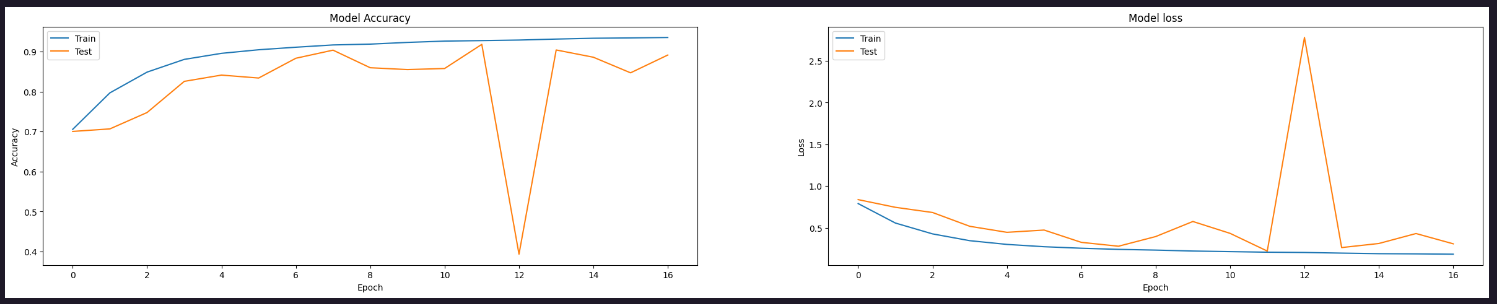 Model Accuracy
Train
Test
0.9
0.8
0.7
0.6
0.5
0.4
Accuracy
0 2 4 6 8 10 12 14 16
Epoch
Model loss
Train
Test
2.5
2.0
1.5
1.0
0.5
Loss
0 2 4 6 8 10 12 14 16
Epoch